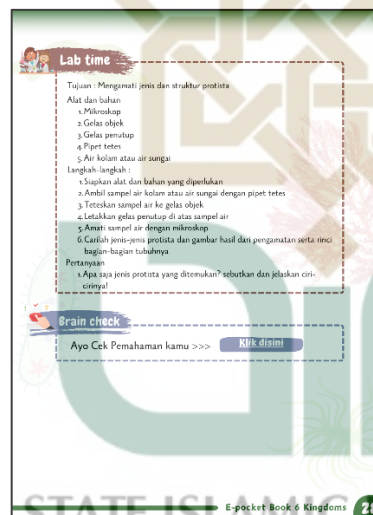 Lab time
Tujuan : Mengamati jenis dan struktur protista
Alat dan bahan
1. Mikroskop
2. Gelas objek
3. Gelas penutup
4. Pipet tetes
5. Air kolam atau air sungai
Langkah-langkah :
1. Siapkan alat dan bahan yang diperlukan
2. Ambil sampel air kolam atau air sungai dengan pipet tetes
3. Teteskan sampel air ke gelas objek
4. Letakkan gelas penutup di atas sampel air
5. Amati sampel air dengan mikroskop
6. Carilah jenis-jenis protista dan gambar hasil dari pengamatan serta rinci
bagian-bagian tubuhnya
Pertanyaan
1. Apa saja jenis protista yang ditemukan? sebutkan dan jelaskan ciri-
cirinya!
Brain check
Ayo Cek Pemahaman kamu >>> Klik disini
E-pocket Book 6 Kingdoms
STATE ISLAMIC